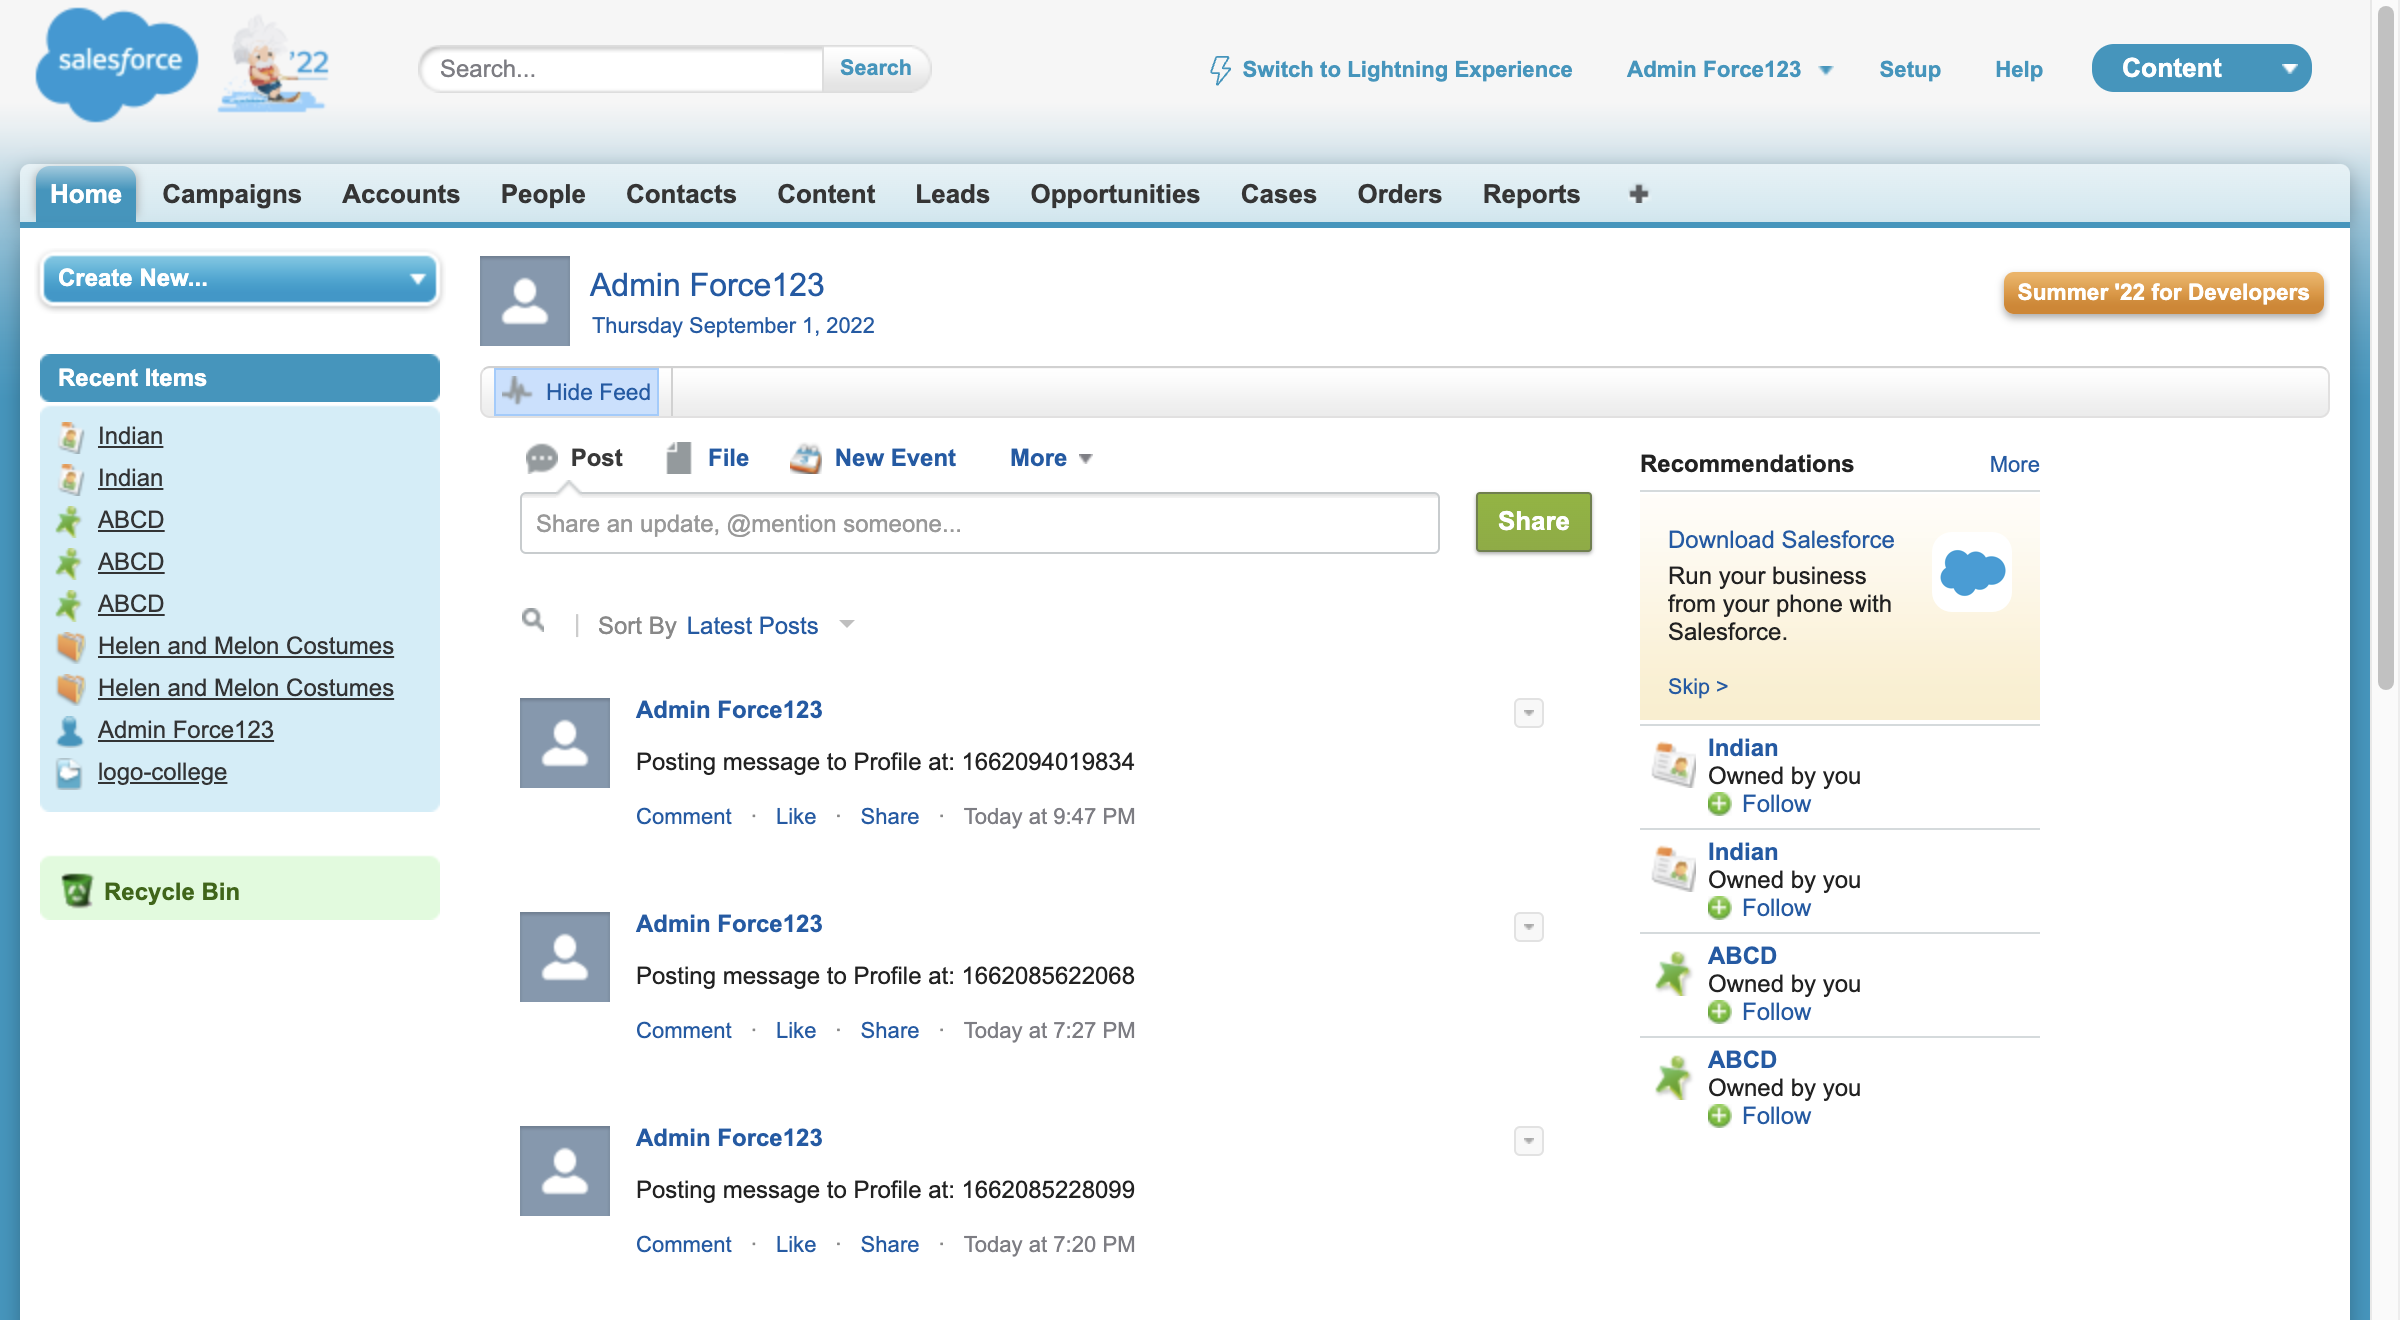 salesforce
'22
Search...
Search
Switch to Lightning Experience
Admin Force123
Setup
Help
Content
Home
Campaigns
Accounts
People
Contacts
Content
Leads
Opportunities
Cases
Orders
Reports
Create New...
Recent Items
Indian
Indian
ABCD
ABCD
ABCD
Helen and Melon Costumes
Helen and Melon Costumes
Admin Force123
logo-college
Recycle Bin
Admin Force123
Thursday September 1, 2022
Summer '22 for Developers
Hide Feed
Post
File
New Event
More
Share an update, @mention someone...
Share
| Sort By Latest Posts
Admin Force123
Posting message to Profile at: 1662094019834
Comment · Like · Share · Today at 9:47 PM
Admin Force123
Posting message to Profile at: 1662085622068
Comment · Like · Share · Today at 7:27 PM
Admin Force123
Posting message to Profile at: 1662085228099
Comment · Like · Share · Today at 7:20 PM
Recommendations
More
Download Salesforce
Run your business
from your phone with
Salesforce.
Skip >
Indian
Owned by you
Follow
Indian
Owned by you
Follow
ABCD
Owned by you
Follow
ABCD
Owned by you
Follow